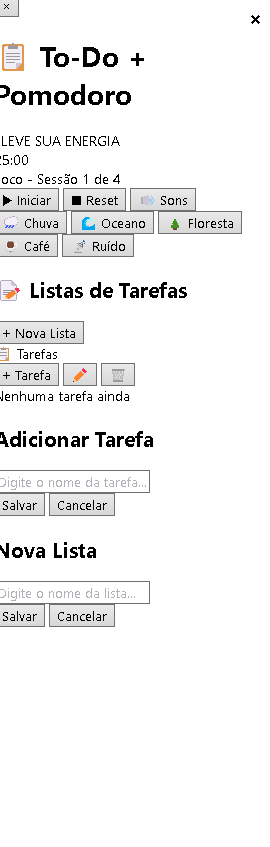 ×
×
📋 To-Do +
Pomodoro
LEVE SUA ENERGIA
25:00
oco - Sessão 1 de 4
▶ Iniciar ■ Reset Sons
Chuva Oceano Floresta
Café Ruído
Listas de Tarefas
+ Nova Lista
Tarefas
+ Tarefa
Nenhuma tarefa ainda
Adicionar Tarefa
Digite o nome da tarefa...
Salvar Cancelar
Nova Lista
Digite o nome da lista...
Salvar Cancelar